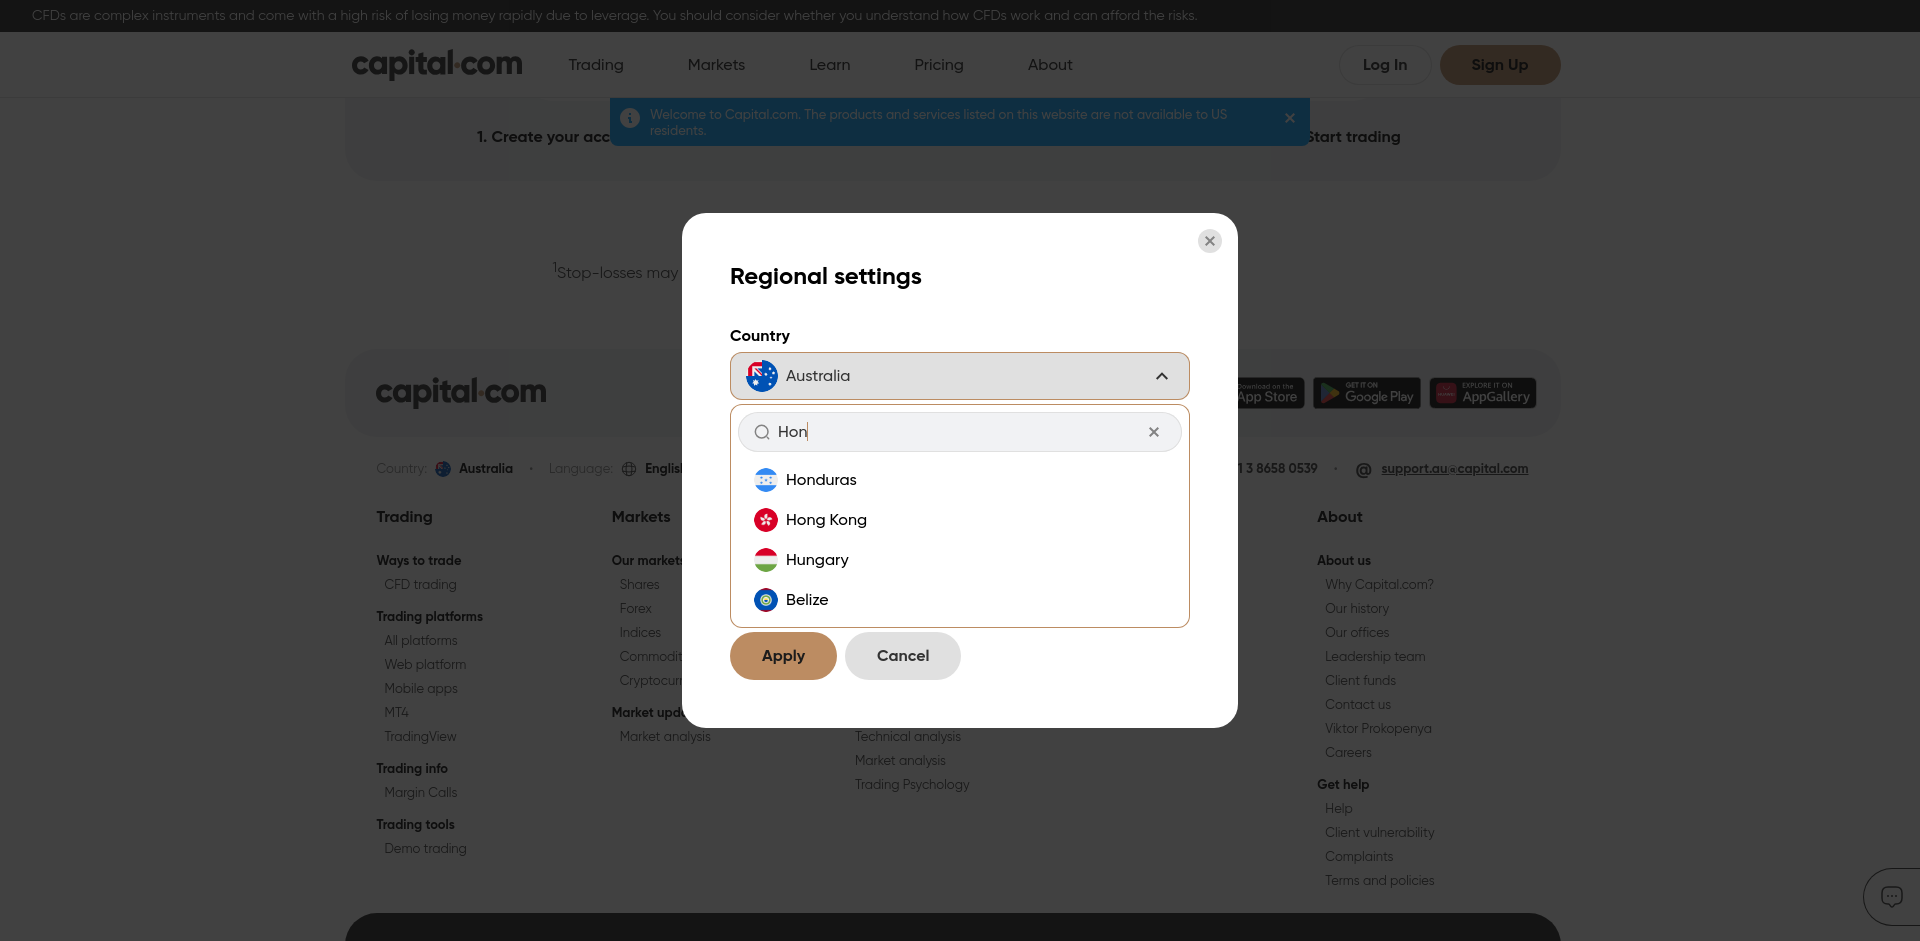 CFDs are complex instruments and come with a high risk of losing money rapidly due to leverage. You should consider whether you understand how CFDs work and can afford the risks.
capital.com
Trading
Markets
Learn
Pricing
About
Log In
Sign Up
Welcome to Capital.com. The products and services listed on this website are not available to US
residents.
1. Create your acc
Start trading
1Stop-losses may
Regional settings
Country
Australia
Hon
Honduras
Hong Kong
Hungary
Belize
Apply
Cancel
capital.com
Download on the
App Store
GET IT ON
Google Play
EXPLORE IT ON
AppGallery
Country:
Australia
Language:
English
1 3 8658 0539
support.au@capital.com
Trading
Ways to trade
CFD trading
Trading platforms
All platforms
Web platform
Mobile apps
MT4
TradingView
Trading info
Margin Calls
Trading tools
Demo trading
Markets
Our markets
Shares
Forex
Indices
Commodit
Cryptocurr
Market upda
Market analysis
Technical analysis
Market analysis
Trading Psychology
About
About us
Why Capital.com?
Our history
Our offices
Leadership team
Client funds
Contact us
Viktor Prokopenya
Careers
Get help
Help
Client vulnerability
Complaints
Terms and policies